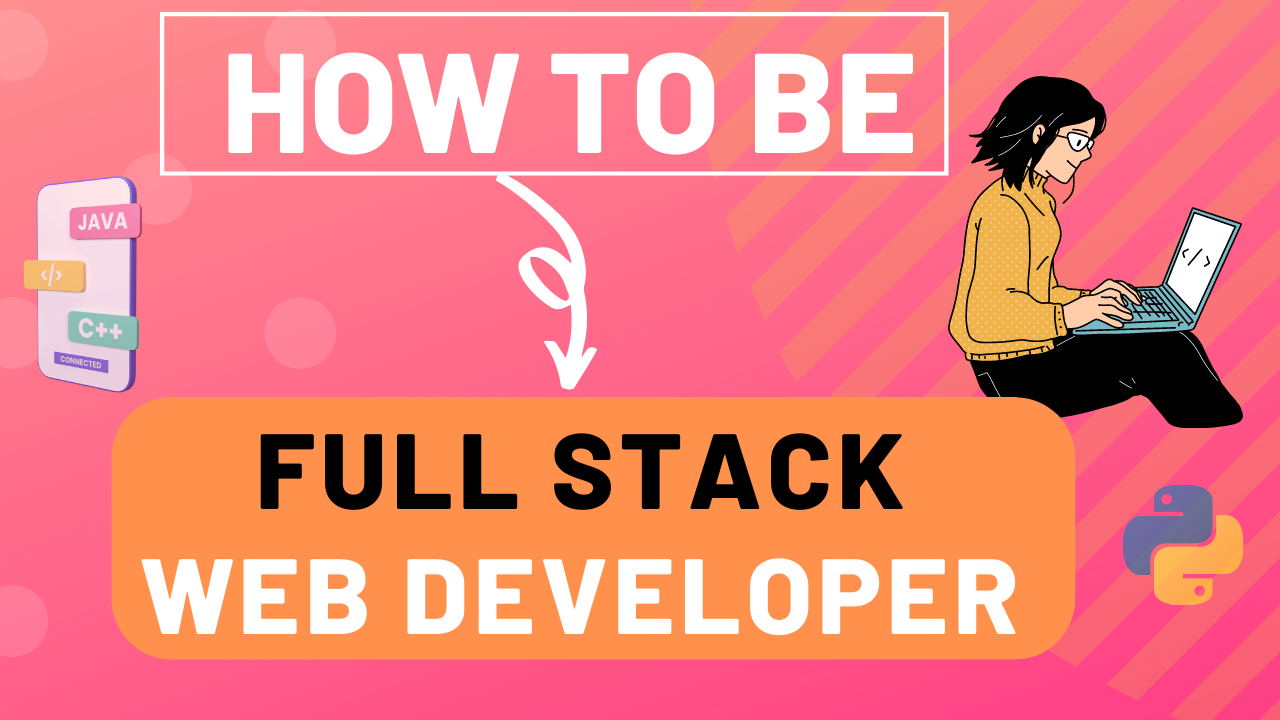 HOW TO BE
JAVA
</>
C++
CONNECTED
</>
FULL STACK
WEB DEVELOPER